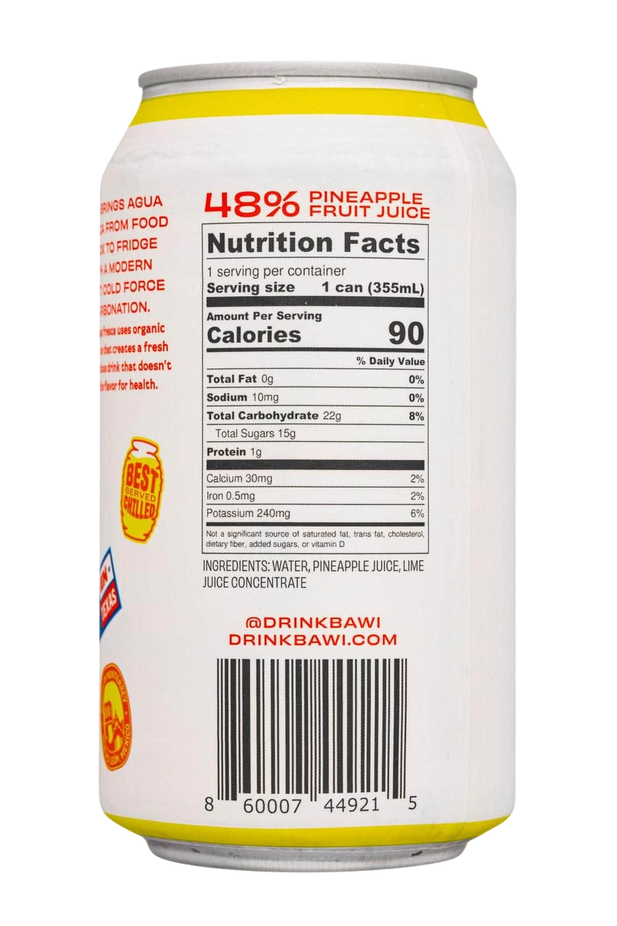 48% PINEAPPLE
FRUIT JUICE
Nutrition Facts
1 serving per container
Serving size 1 can (355mL)
Amount Per Serving
Calories 90
% Daily Value
Total Fat 0g 0%
Sodium 10mg 0%
Total Carbohydrate 22g 8%
Total Sugars 15g
Protein 1g
Calcium 30mg 2%
Iron 0.5mg 2%
Potassium 240mg 6%
Not a significant source of saturated fat, trans fat, cholesterol,
dietary fiber, added sugars, or vitamin D
INGREDIENTS: WATER, PINEAPPLE JUICE, LIME
JUICE CONCENTRATE
@DRINKBAWI
DRINKBAWI.COM
8 60007 44921 5
AGUA
FROM FOOD
TO FRIDGE
A MODERN
COLD FORCE
uses organic
that creates a fresh
drink that doesn't
flavor for health.
BEST
SERVED
CHILLED
TEXAS
MEXICO